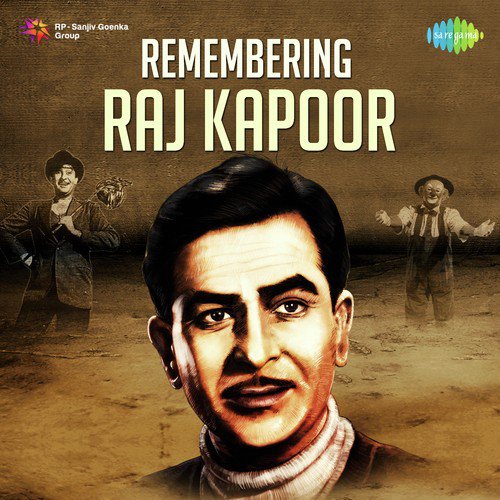 RP - Sanjiv Goenka
Group
saregama
REMEMBERING
RAJ KAPOOR